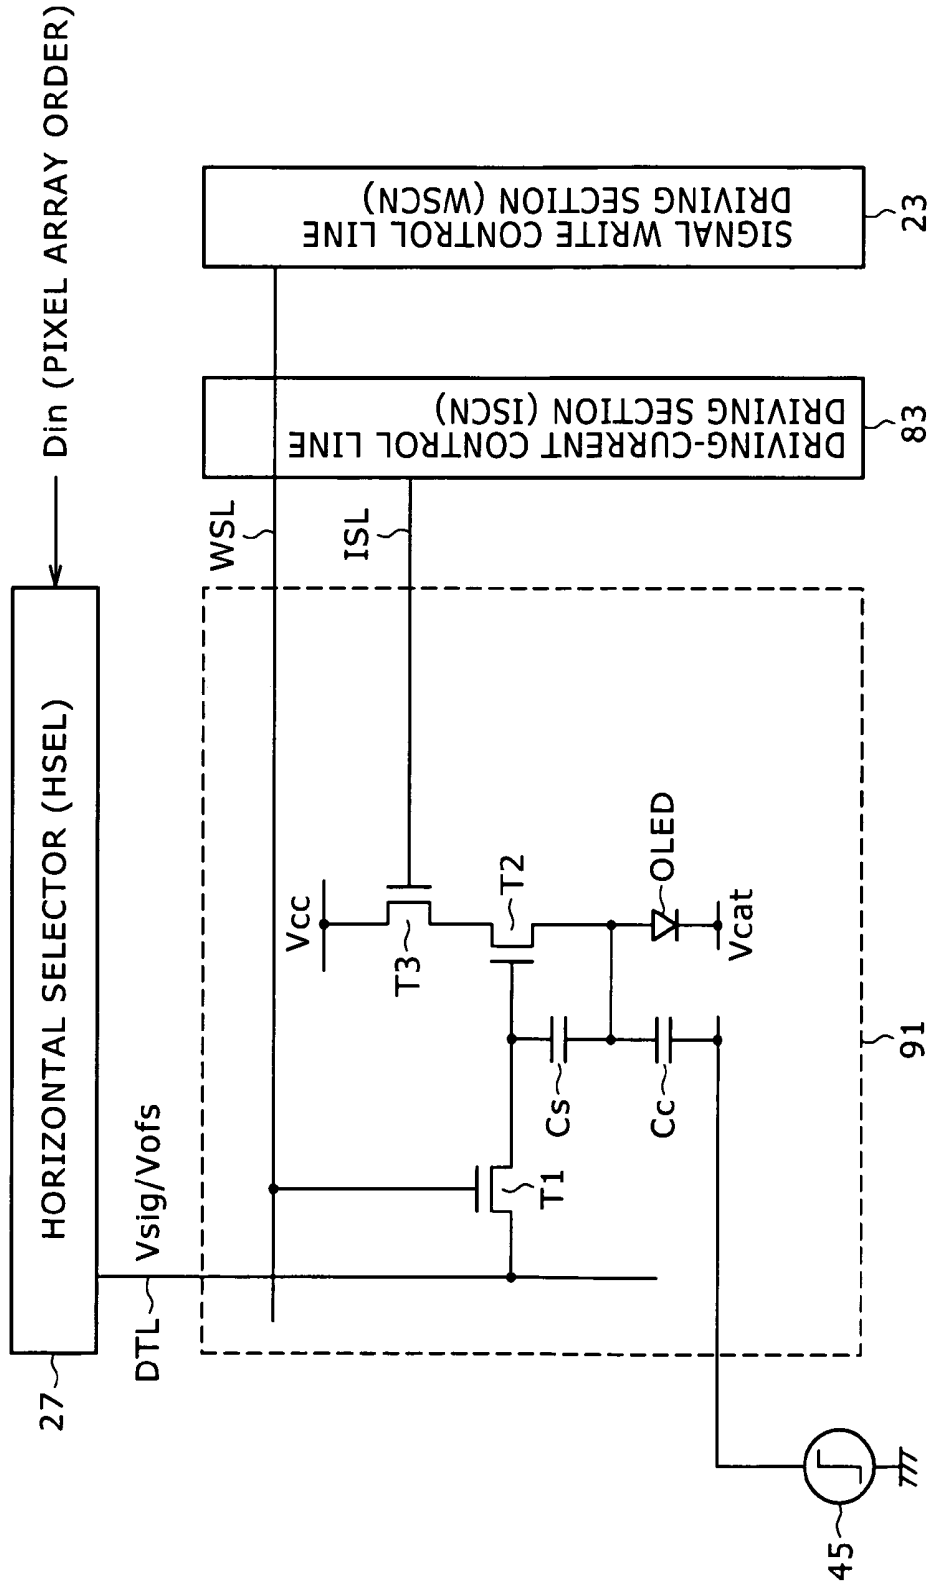 Din (PIXEL ARRAY ORDER)
HORIZONTAL SELECTOR (HSEL)
27
DTL
Vsig/Vofs
WSL
ISL
SIGNAL WRITE CONTROL LINE
DRIVING SECTION (WSCN)
23
DRIVING-CURRENT CONTROL LINE
DRIVING SECTION (ISCN)
83
Vcc
T3
T2
T1
Cs
Cc
OLED
Vcat
91
45